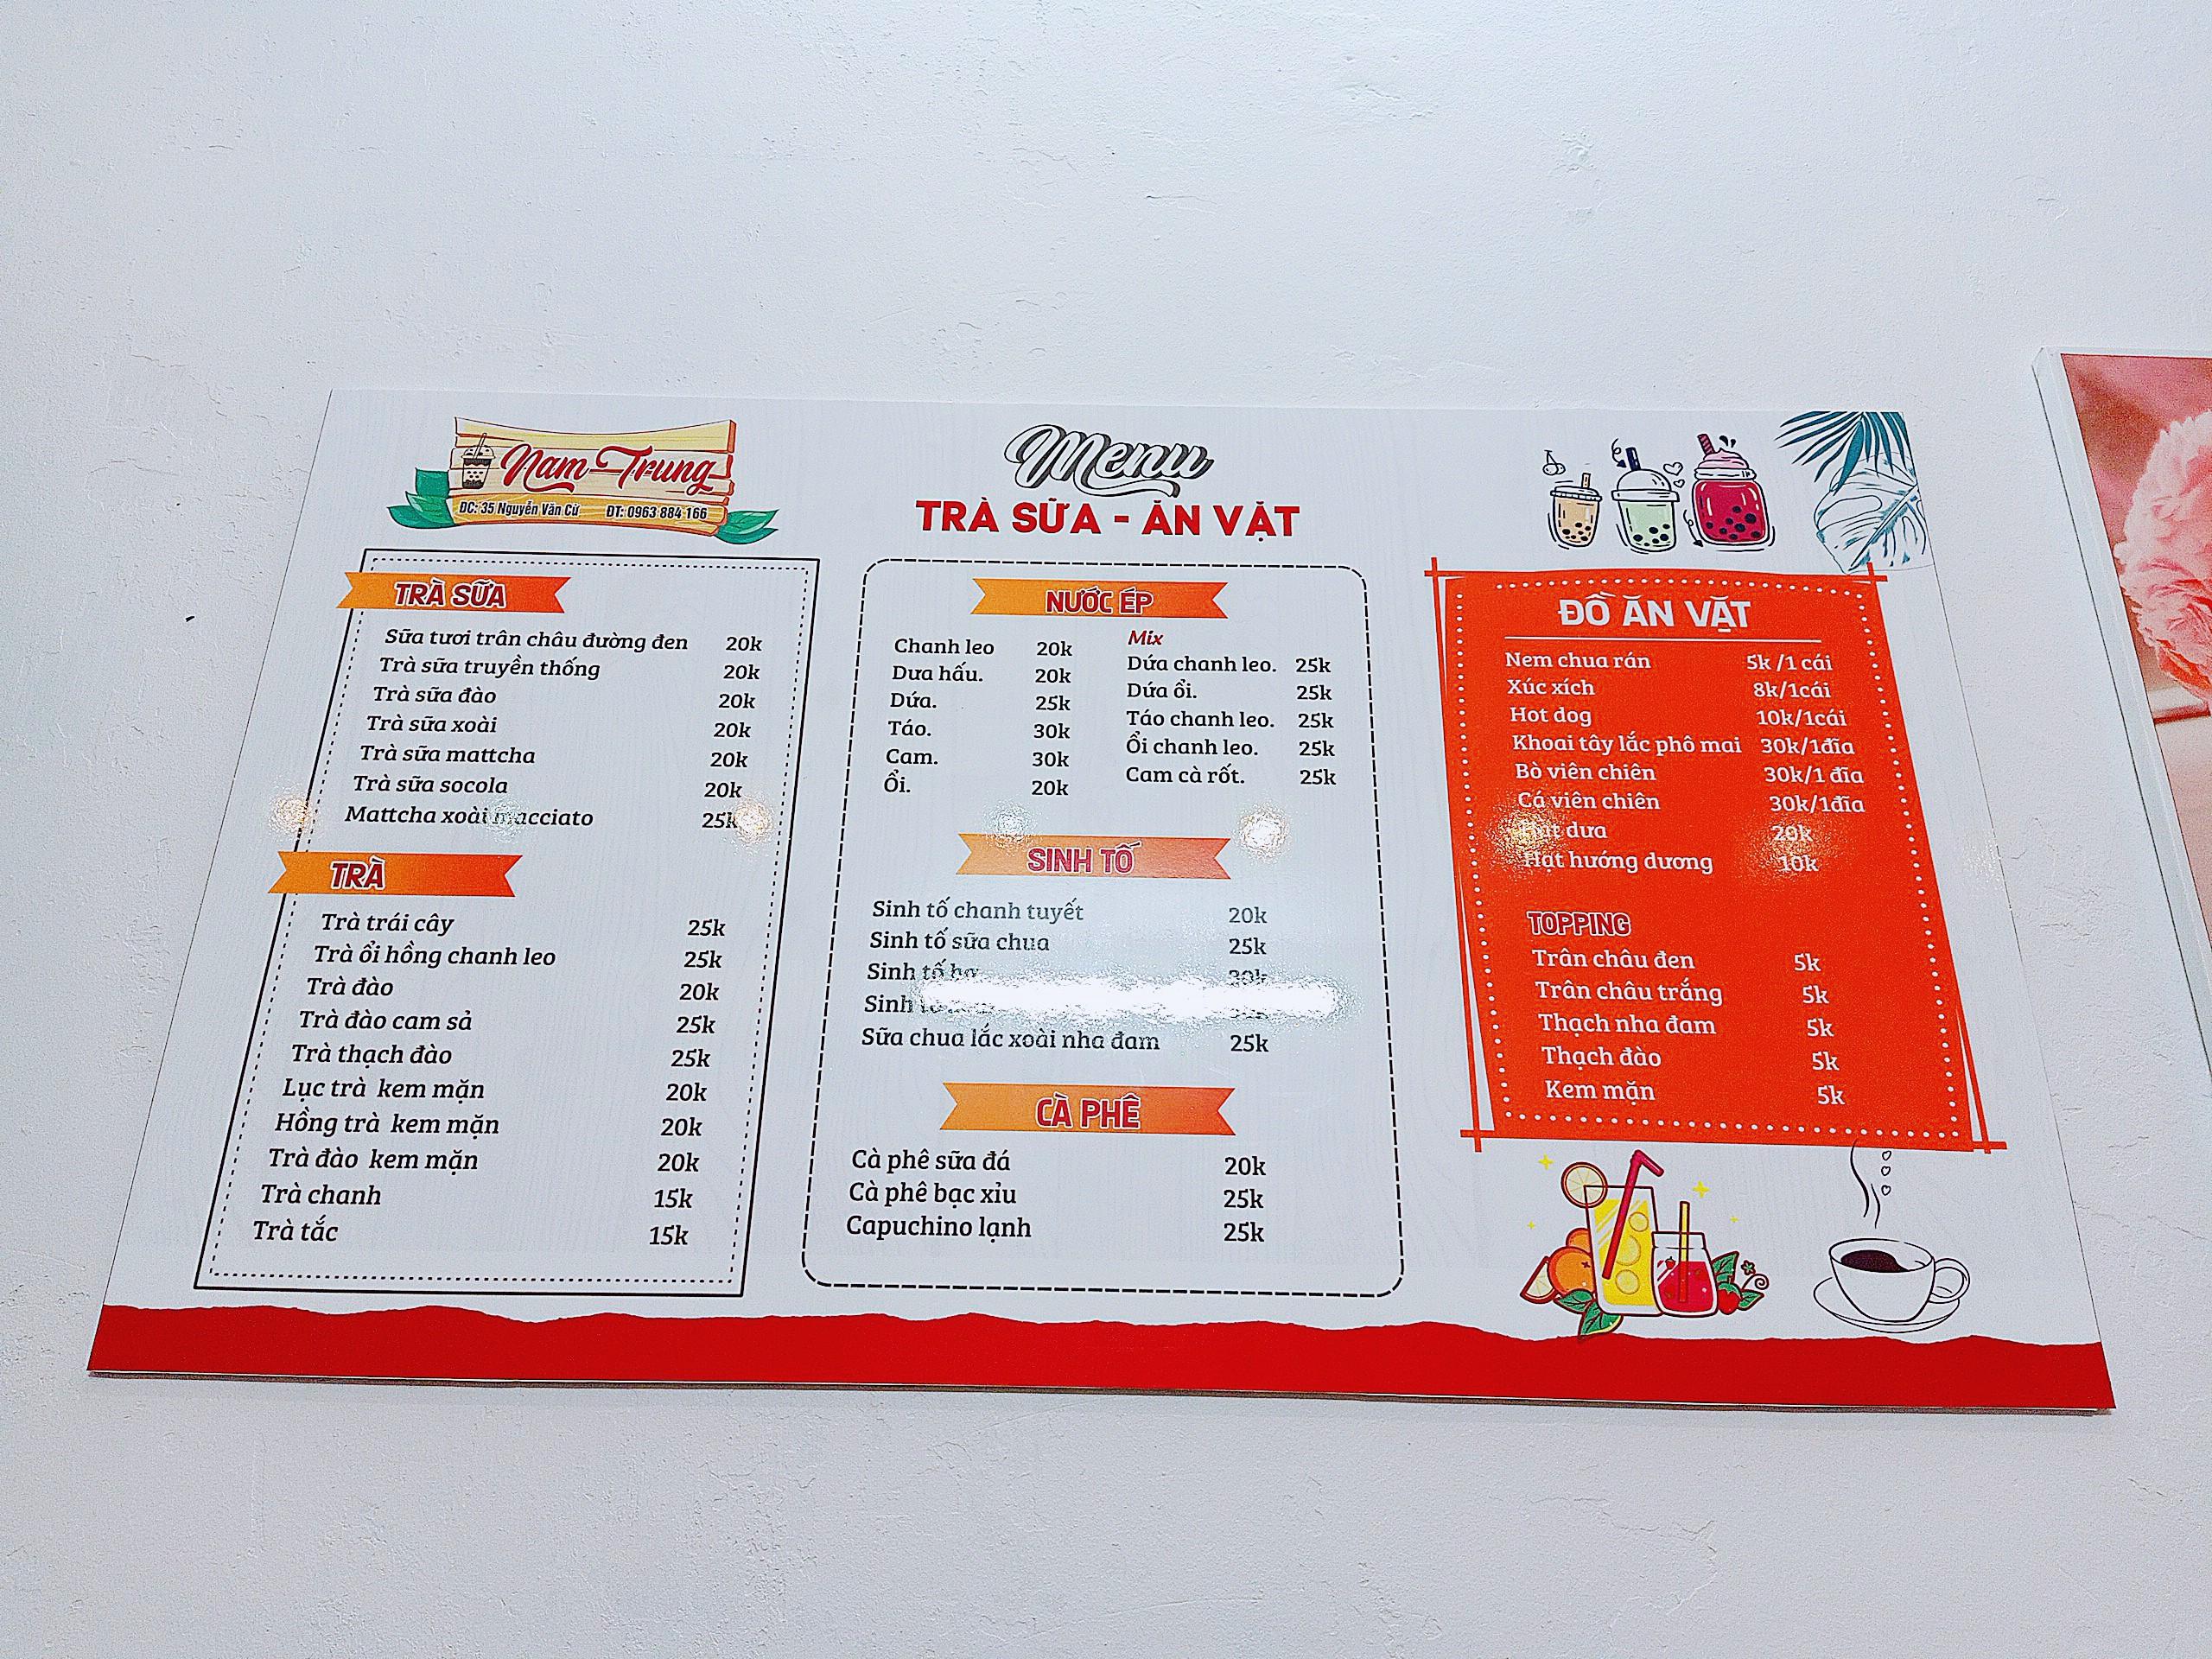 Nam Trung
ĐC: 35 Nguyễn Văn Cừ ĐT: 0963 884 166
Menu
TRÀ SỮA - ĂN VẶT
TRÀ SỮA
Sữa tươi trân châu đường đen 20k
Trà sữa truyền thống 20k
Trà sữa đào 20k
Trà sữa xoài 20k
Trà sữa mattcha 20k
Trà sữa socola 20k
Mattcha xoài macciato 25k
TRÀ
Trà trái cây 25k
Trà ổi hồng chanh leo 25k
Trà đào 20k
Trà đào cam sả 25k
Trà thạch đào 25k
Lục trà kem mặn 20k
Hồng trà kem mặn 20k
Trà đào kem mặn 20k
Trà chanh 15k
Trà tắc 15k
NƯỚC ÉP
Chanh leo 20k
Dưa hấu. 20k
Dứa. 25k
Táo. 30k
Cam. 30k
Ổi. 20k
Mix
Dứa chanh leo. 25k
Dứa ổi. 25k
Táo chanh leo. 25k
Ổi chanh leo. 25k
Cam cà rốt. 25k
SINH TỐ
Sinh tố chanh tuyết 20k
Sinh tố sữa chua 25k
Sinh tố bơ 30k
Sinh
Sữa chua lắc xoài nha đam 25k
CÀ PHÊ
Cà phê sữa đá 20k
Cà phê bạc xỉu 25k
Capuchino lạnh 25k
ĐỒ ĂN VẶT
Nem chua rán 5k /1 cái
Xúc xích 8k/1cái
Hot dog 10k/1cái
Khoai tây lắc phô mai 30k/1đĩa
Bò viên chiên 30k/1 đĩa
Cá viên chiên 30k/1đĩa
Hạt dưa 20k
Hạt hướng dương 10k
TOPPING
Trân châu đen 5k
Trân châu trắng 5k
Thạch nha đam 5k
Thạch đào 5k
Kem mặn 5k